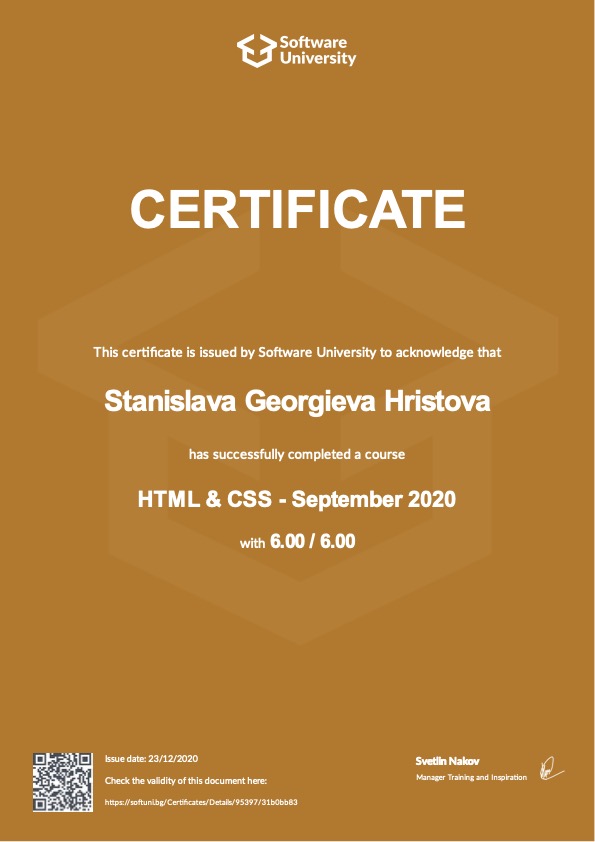 Software
University
CERTIFICATE
This certificate is issued by Software University to acknowledge that
Stanislava Georgieva Hristova
has successfully completed a course
HTML & CSS - September 2020
with 6.00 / 6.00
Issue date: 23/12/2020
Check the validity of this document here:
https://softuni.bg/Certificates/Details/95397/31b0bb83
Svetlin Nakov
Manager Training and Inspiration